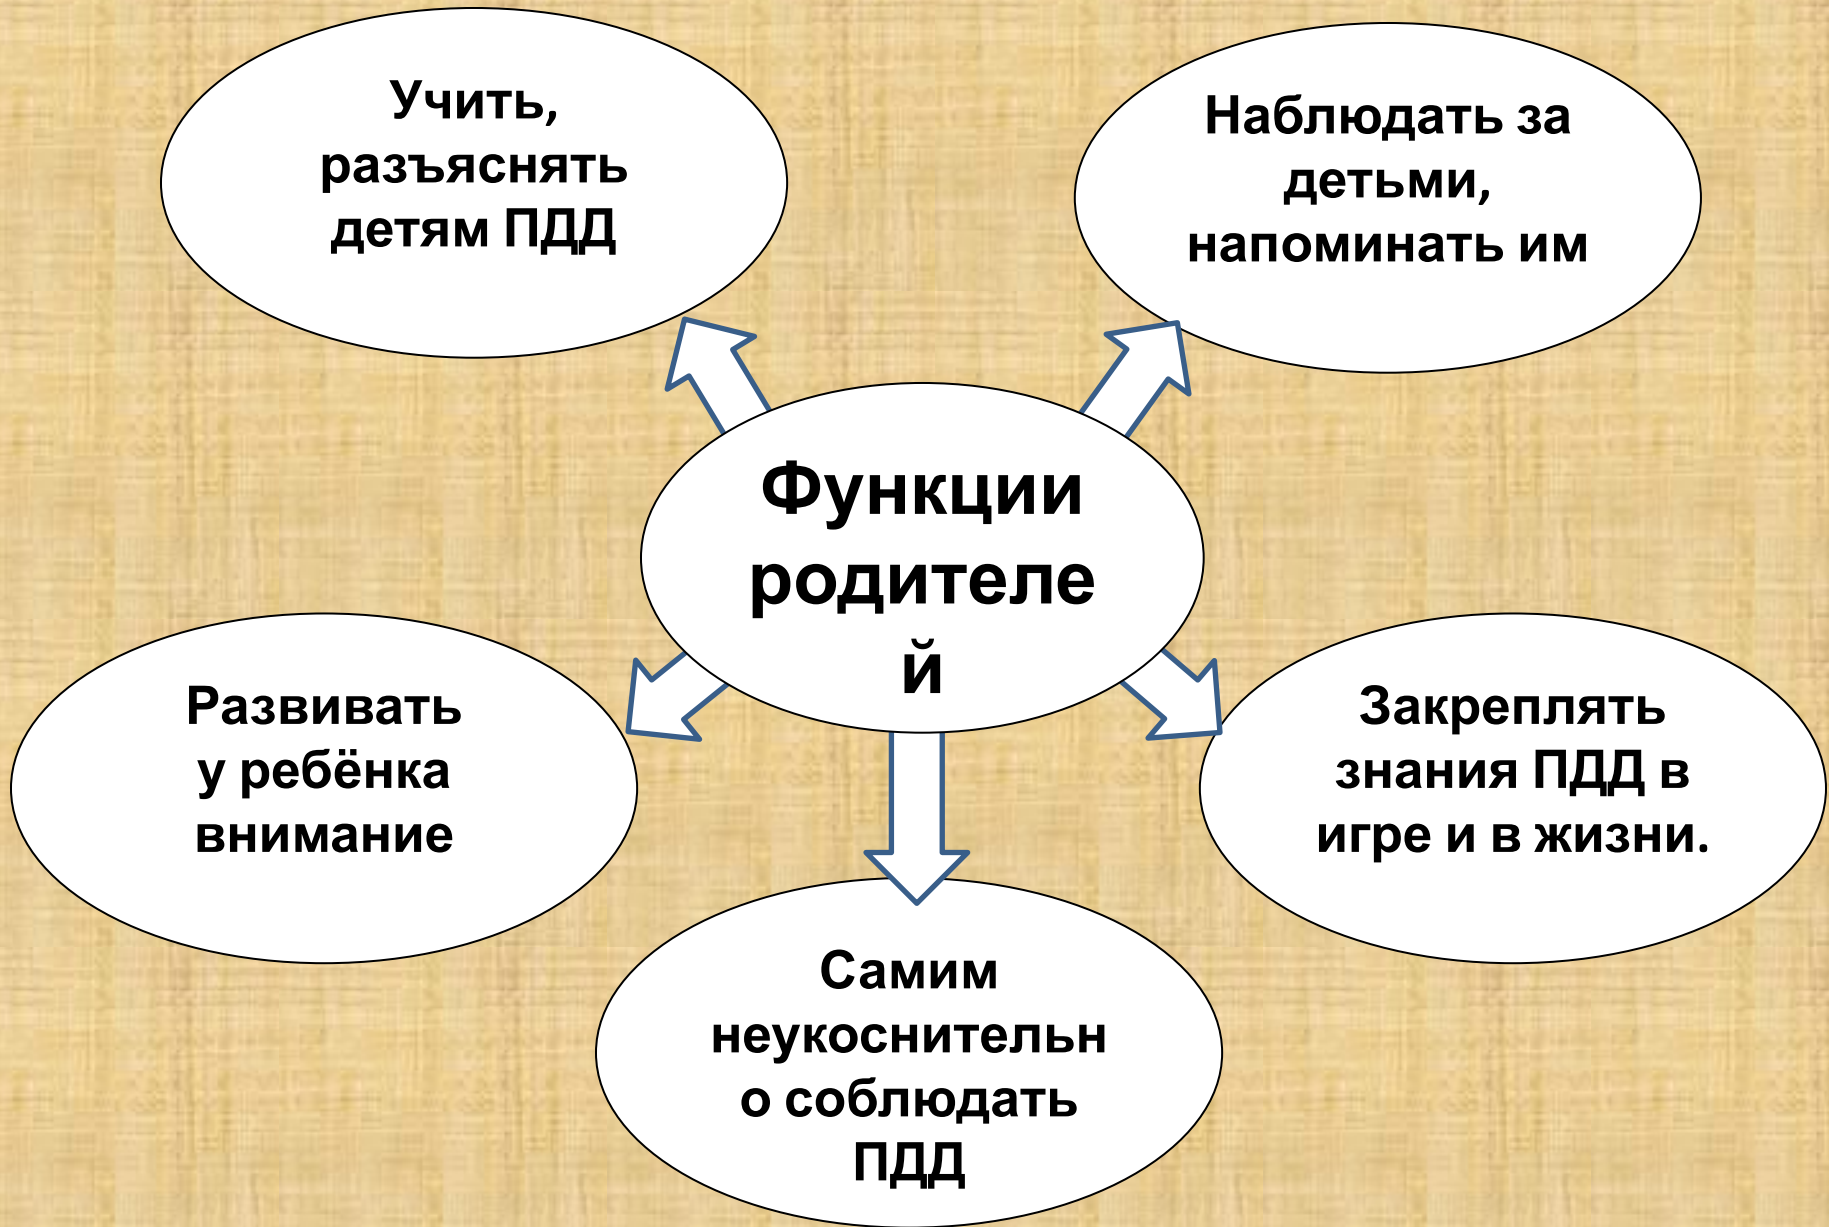 Учить,
разъяснять
детям ПДД
Наблюдать за
детьми,
напоминать им
Функции
родителе
й
Развивать
у ребёнка
внимание
Закреплять
знания ПДД в
игре и в жизни.
Самим
неукоснительн
о соблюдать
ПДД